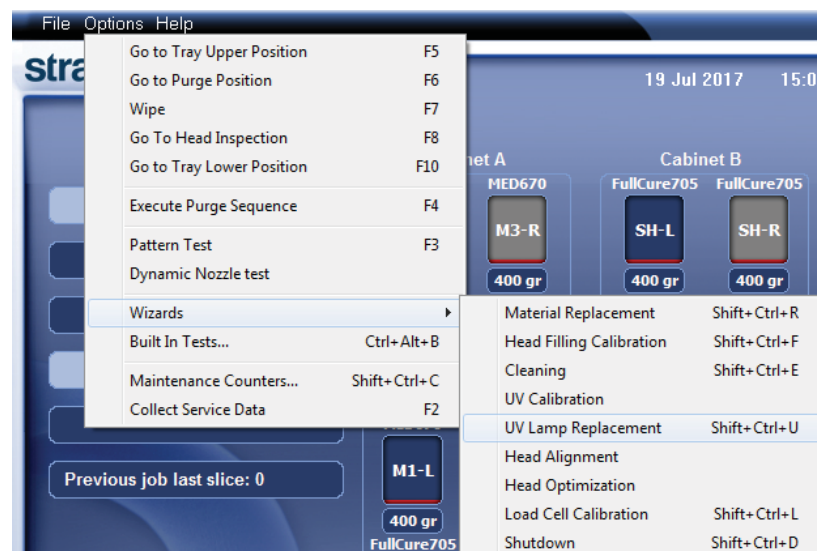 File Options Help
stra
19 Jul 2017 15:0
Go to Tray Upper Position F5
Go to Purge Position F6
Wipe F7
Go To Head Inspection F8
Go to Tray Lower Position F10
Execute Purge Sequence F4
Pattern Test F3
Dynamic Nozzle test
Wizards
Built In Tests... Ctrl+Alt+B
Maintenance Counters... Shift+Ctrl+C
Collect Service Data F2
net A
MED670
M3-R
400 gr
Cabinet B
FullCure705 FullCure705
SH-L SH-R
400 gr 400 gr
Material Replacement Shift+Ctrl+R
Head Filling Calibration Shift+Ctrl+F
Cleaning Shift+Ctrl+E
UV Calibration
UV Lamp Replacement Shift+Ctrl+U
Head Alignment
Head Optimization
Load Cell Calibration Shift+Ctrl+L
Shutdown Shift+Ctrl+D
Previous job last slice: 0
M1-L
400 gr
FullCure705